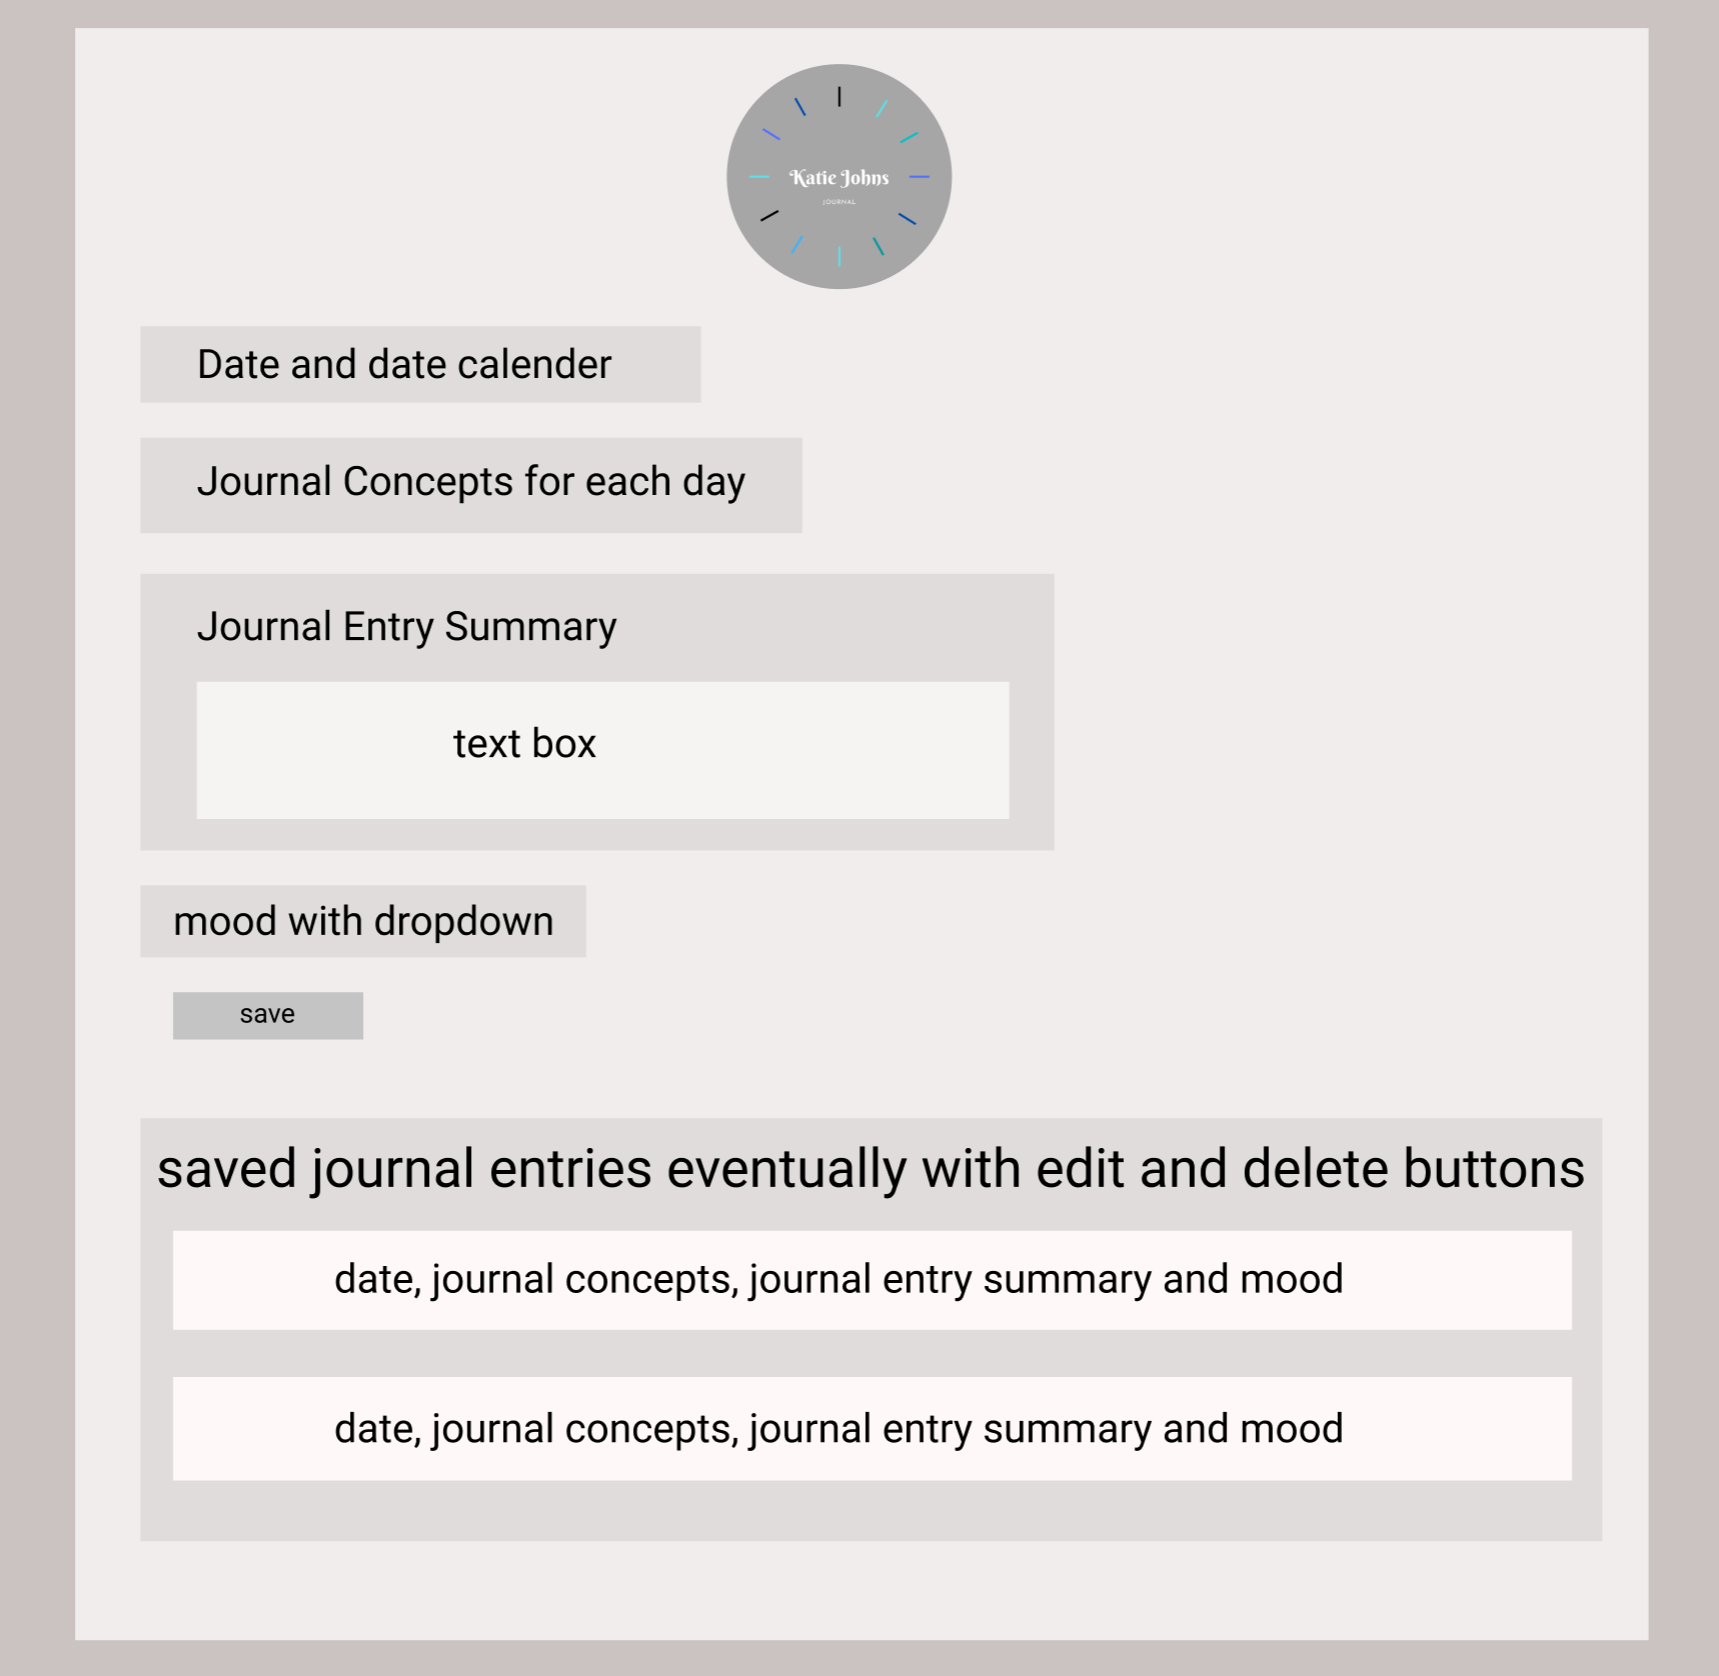 Katie Johns
JOURNAL
Date and date calender
Journal Concepts for each day
Journal Entry Summary
text box
mood with dropdown
save
saved journal entries eventually with edit and delete buttons
date, journal concepts, journal entry summary and mood
date, journal concepts, journal entry summary and mood